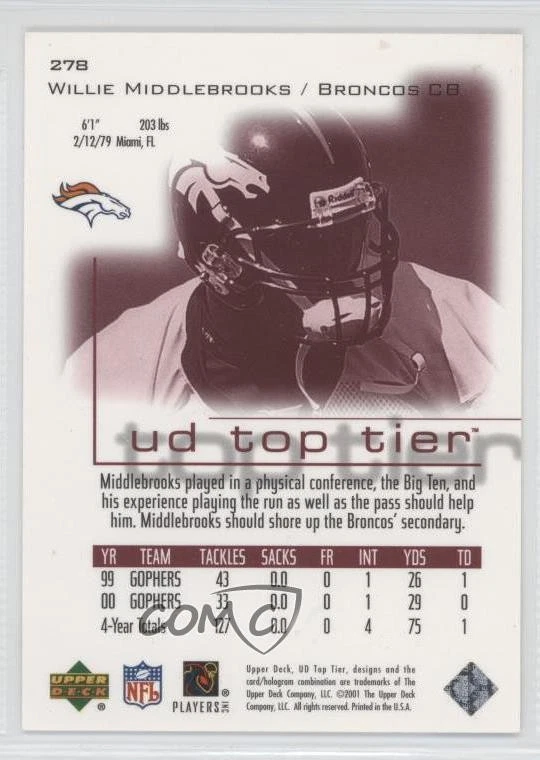 278
WILLIE MIDDLEBROOKS / BRONCOS CB
6'1" 203 lbs
2/12/79 Miami, FL
Riddell
top tier
ud top tier™
Middlebrooks played in a physical conference, the Big Ten, and
his experience playing the run as well as the pass should help
him. Middlebrooks should shore up the Broncos' secondary.
YR TEAM TACKLES SACKS FR INT YDS TD
99 GOPHERS 43 0.0 0 1 26 1
00 GOPHERS 33 0.0 0 1 29 0
4-Year Totals 127 0.0 0 4 75 1
COMC
UPPER DECK ®
NFL
PLAYERS INC ®
Upper Deck, UD Top Tier, designs and the
card/hologram combination are trademarks of The
Upper Deck Company, LLC. ©2001 The Upper Deck
Company, LLC. All rights reserved. Printed in the U.S.A.